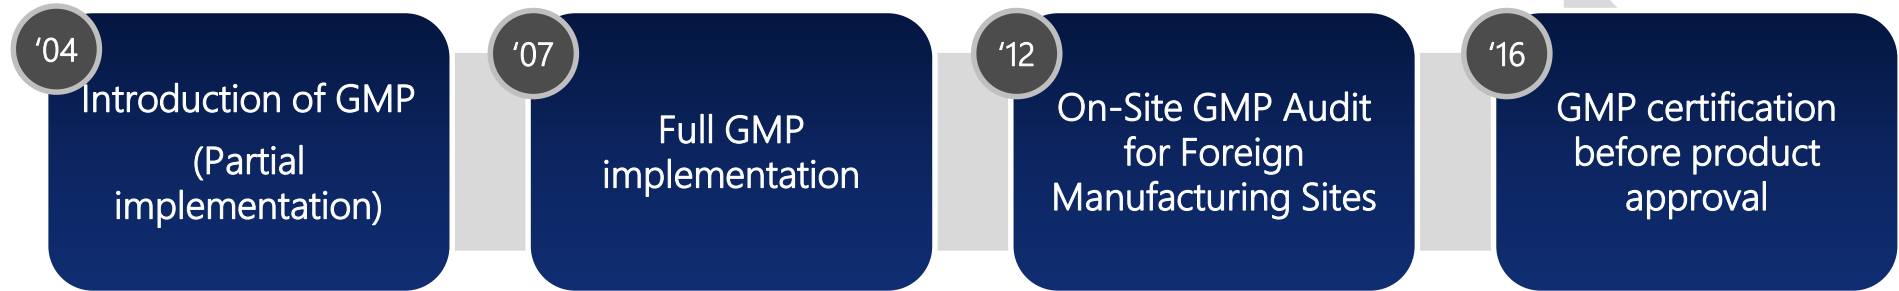 ‘04
Introduction of GMP
(Partial
implementation)
‘07
Full GMP
implementation
‘12
On-Site GMP Audit
for Foreign
Manufacturing Sites
‘16
GMP certification
before product
approval